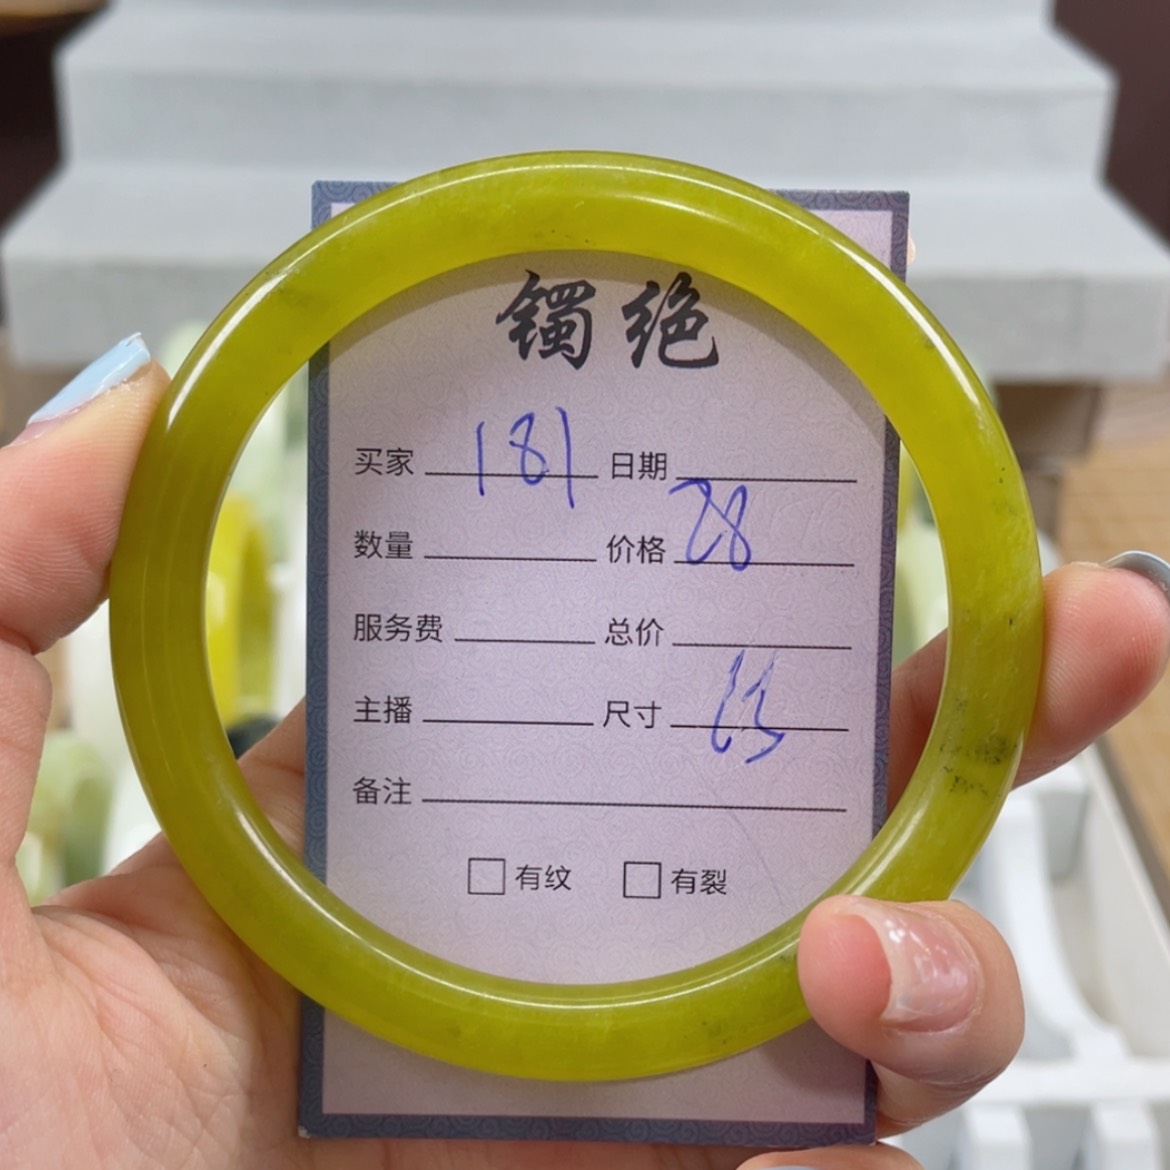 镯绝
买家 181 日期
数量 价格 28
服务费 总价
主播 尺寸 63
备注
有纹 有裂